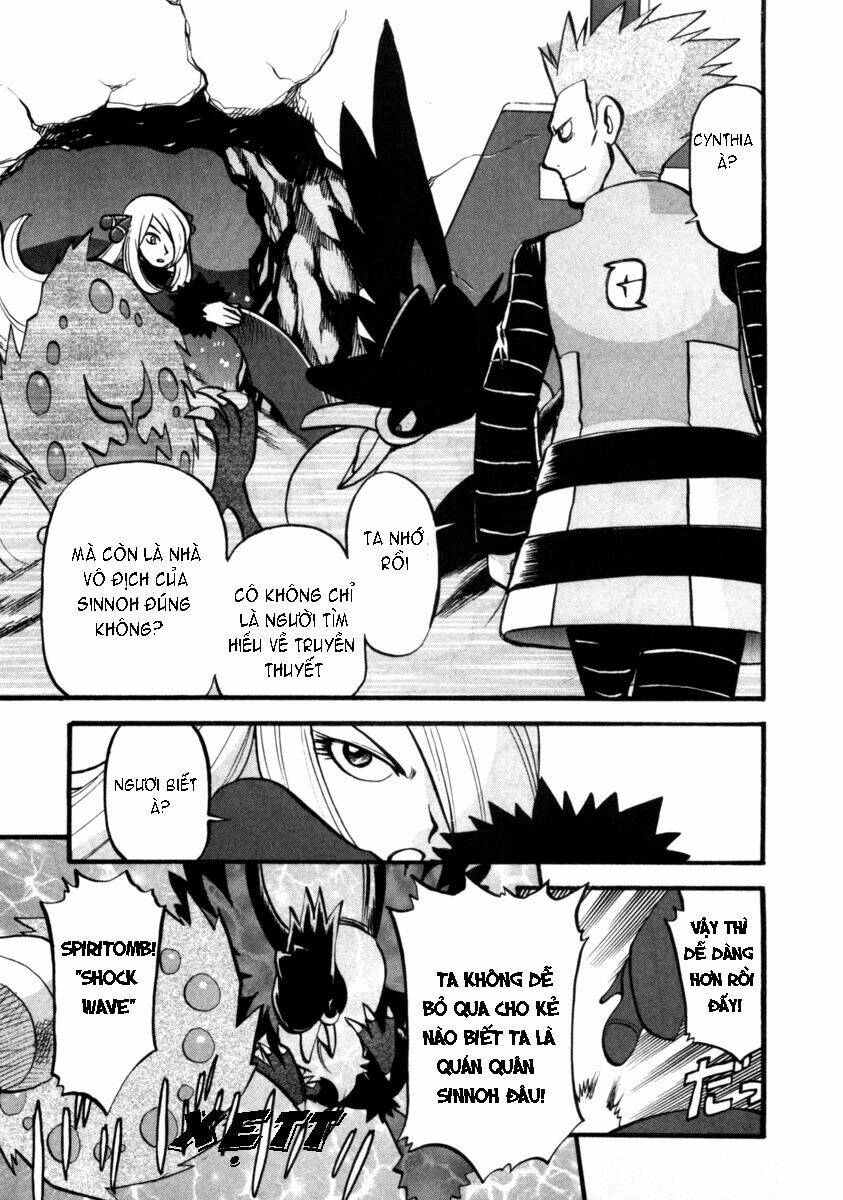 CYNTHIA
À?
TA NHỚ
RỒI
CÔ KHÔNG CHỈ
LÀ NGƯỜI TÌM
HIỂU VỀ TRUYỀN
THUYẾT
MÀ CÒN LÀ NHÀ
VÔ ĐỊCH CỦA
SINNOH ĐÚNG
KHÔNG?
NGƯƠI BIẾT
À?
VẬY THÌ
DỄ DÀNG
HƠN RỒI
ĐẤY!
TA KHÔNG DỄ
BỎ QUA CHO KẺ
NÀO BIẾT TA LÀ
QUÁN QUÂN
SINNOH ĐÂU!
SPIRITOMB!
"SHOCK
WAVE"
XẸTT
だっ